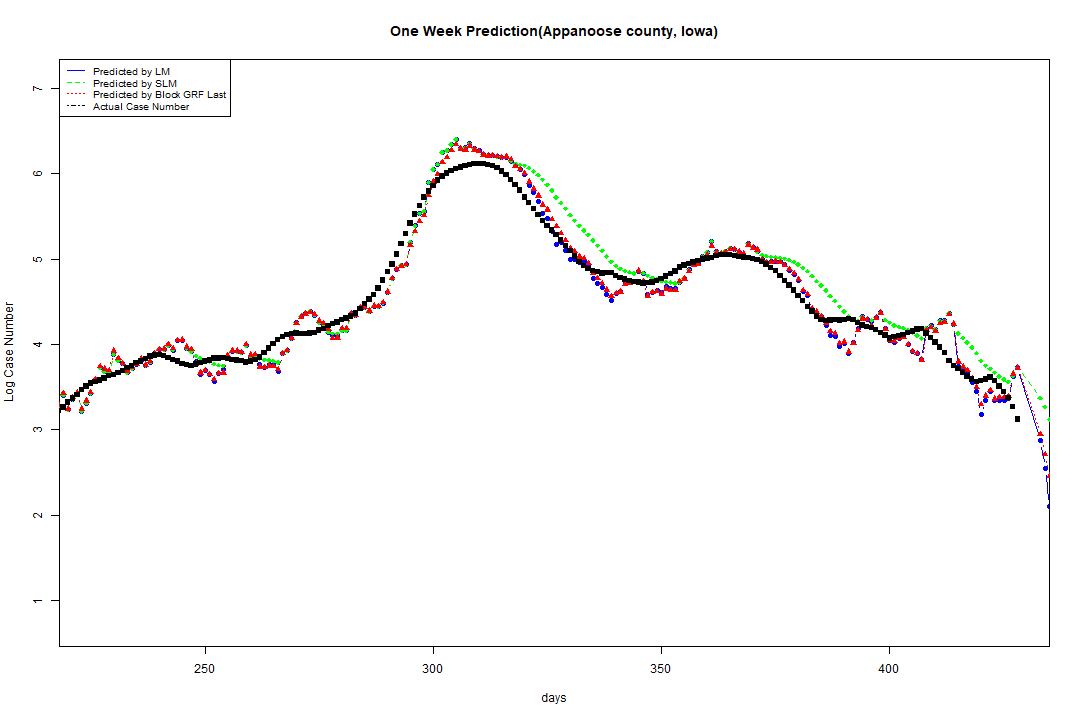 One Week Prediction(Appanoose county, Iowa)
Predicted by LM
Predicted by SLM
Predicted by Block GRF Last
Actual Case Number
Log Case Number
7
6
5
4
3
2
1
250 300 350 400
days